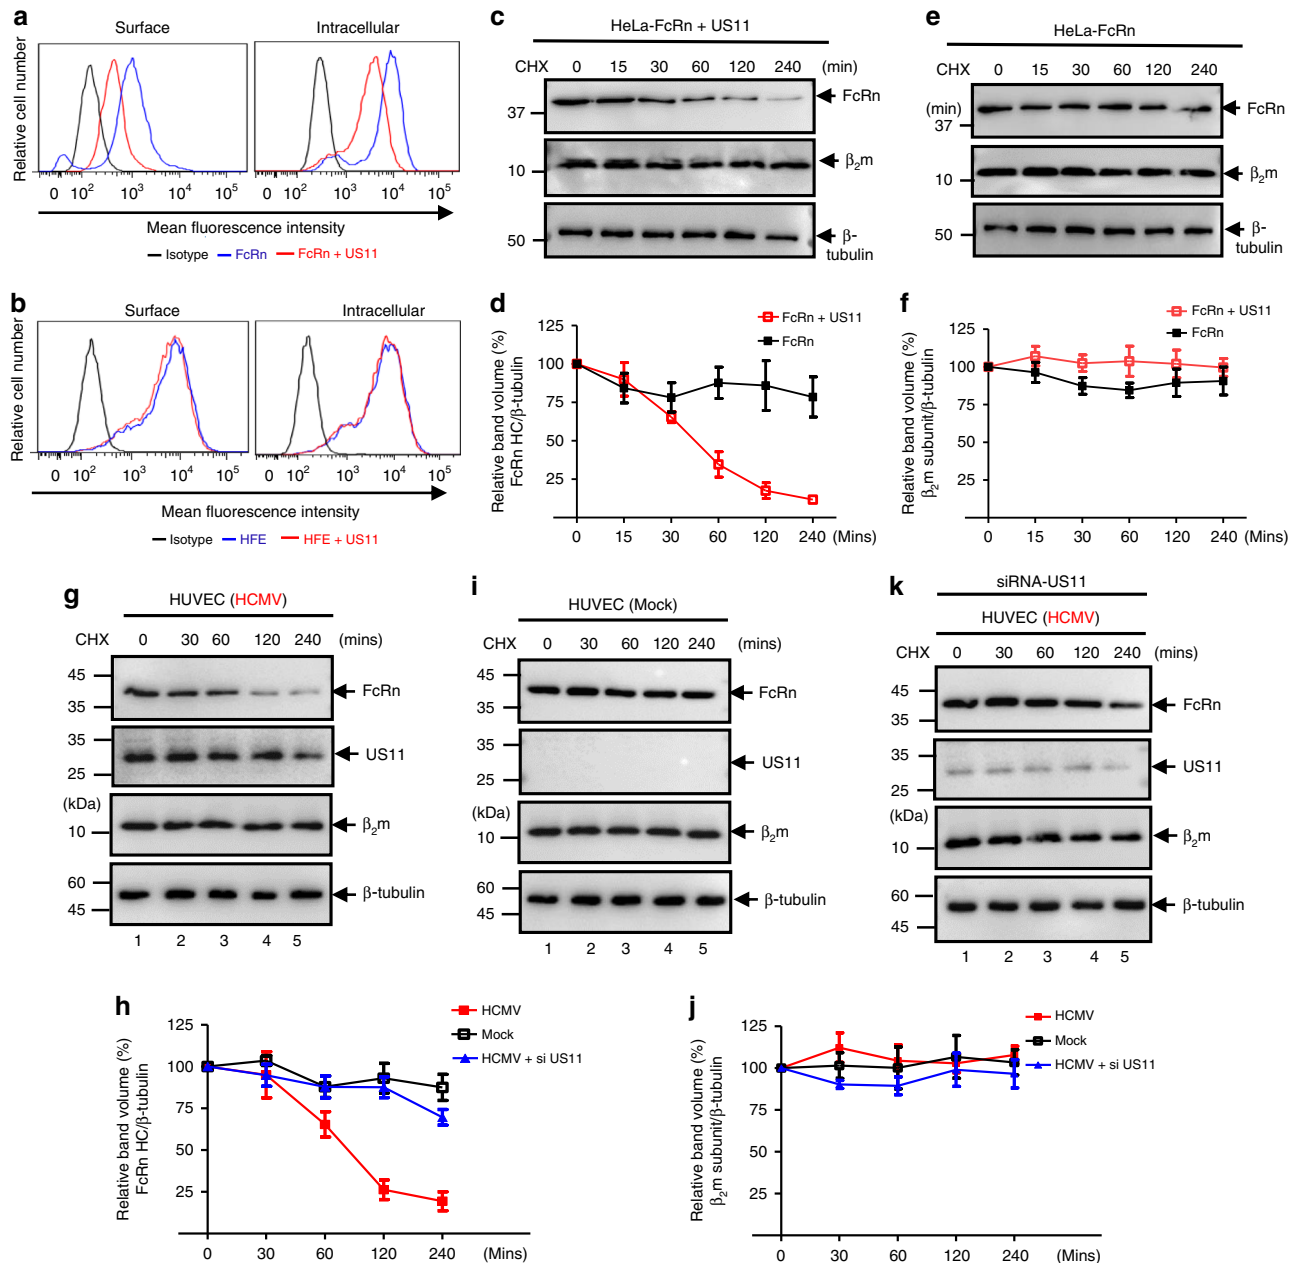 a
Surface
Intracellular
Relative cell number
0 10² 10³ 10⁴ 10⁵
0 10² 10³ 10⁴ 10⁵
Mean fluorescence intensity
Isotype FcRn FcRn + US11
b
Surface
Intracellular
Relative cell number
0 10² 10³ 10⁴ 10⁵
0 10² 10³ 10⁴ 10⁵
Mean fluorescence intensity
Isotype HFE HFE + US11
c
HeLa-FcRn + US11
CHX 0 15 30 60 120 240 (min)
37
FcRn
10
β₂m
50
β-
tubulin
e
HeLa-FcRn
CHX 0 15 30 60 120 240
(min)
37
FcRn
10
β₂m
50
β-
tubulin
d
FcRn + US11
FcRn
Relative band volume (%)
FcRn HC/β-tubulin
125
100
75
50
25
0 15 30 60 120 240 (Mins)
f
FcRn + US11
FcRn
Relative band volume (%)
β₂m subunit/β-tubulin
125
100
75
50
25
0 15 30 60 120 240 (Mins)
g
HUVEC (HCMV)
CHX 0 30 60 120 240 (mins)
45
35
FcRn
35
25
US11
(kDa)
10
β₂m
60
45
β-tubulin
1 2 3 4 5
i
HUVEC (Mock)
CHX 0 30 60 120 240 (mins)
45
35
FcRn
35
25
US11
(kDa)
10
β₂m
60
45
β-tubulin
1 2 3 4 5
k
siRNA-US11
HUVEC (HCMV)
CHX 0 30 60 120 240 (mins)
45
35
FcRn
35
25
US11
(kDa)
10
β₂m
60
45
β-tubulin
1 2 3 4 5
h
HCMV
Mock
HCMV + si US11
Relative band volume (%)
FcRn HC/β-tubulin
125
100
75
50
25
0 30 60 120 240 (Mins)
j
HCMV
Mock
HCMV + si US11
Relative band volume (%)
β₂m subunit/β-tubulin
125
100
75
50
25
0 30 60 120 240 (Mins)